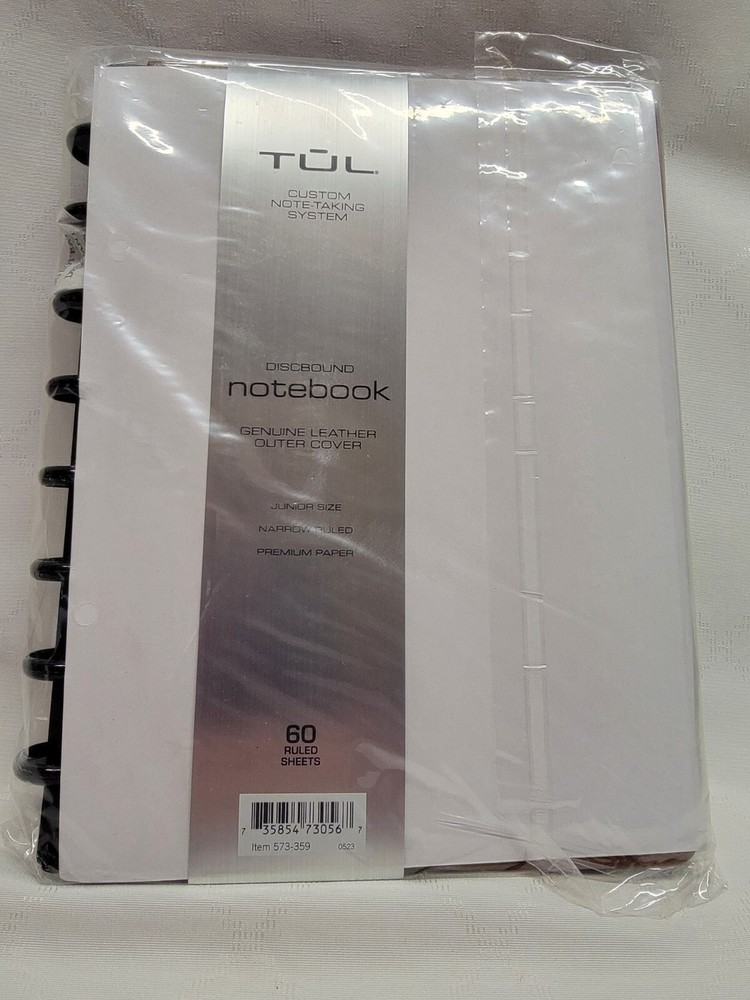 TŪL
CUSTOM
NOTE-TAKING
SYSTEM
DISCBOUND
notebook
GENUINE LEATHER
OUTER COVER
JUNIOR SIZE
NARROW RULED
PREMIUM PAPER
60
RULED
SHEETS
7 35854 73056 7
Item 573-359 0523